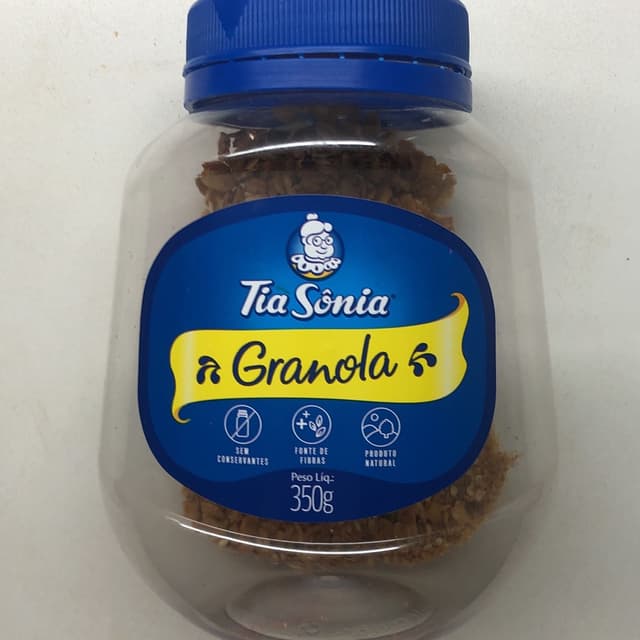 Tia Sônia
Granola
SEM
CONSERVANTES
FONTE DE
FIBRAS
PRODUTO
NATURAL
Peso Líq.:
350g